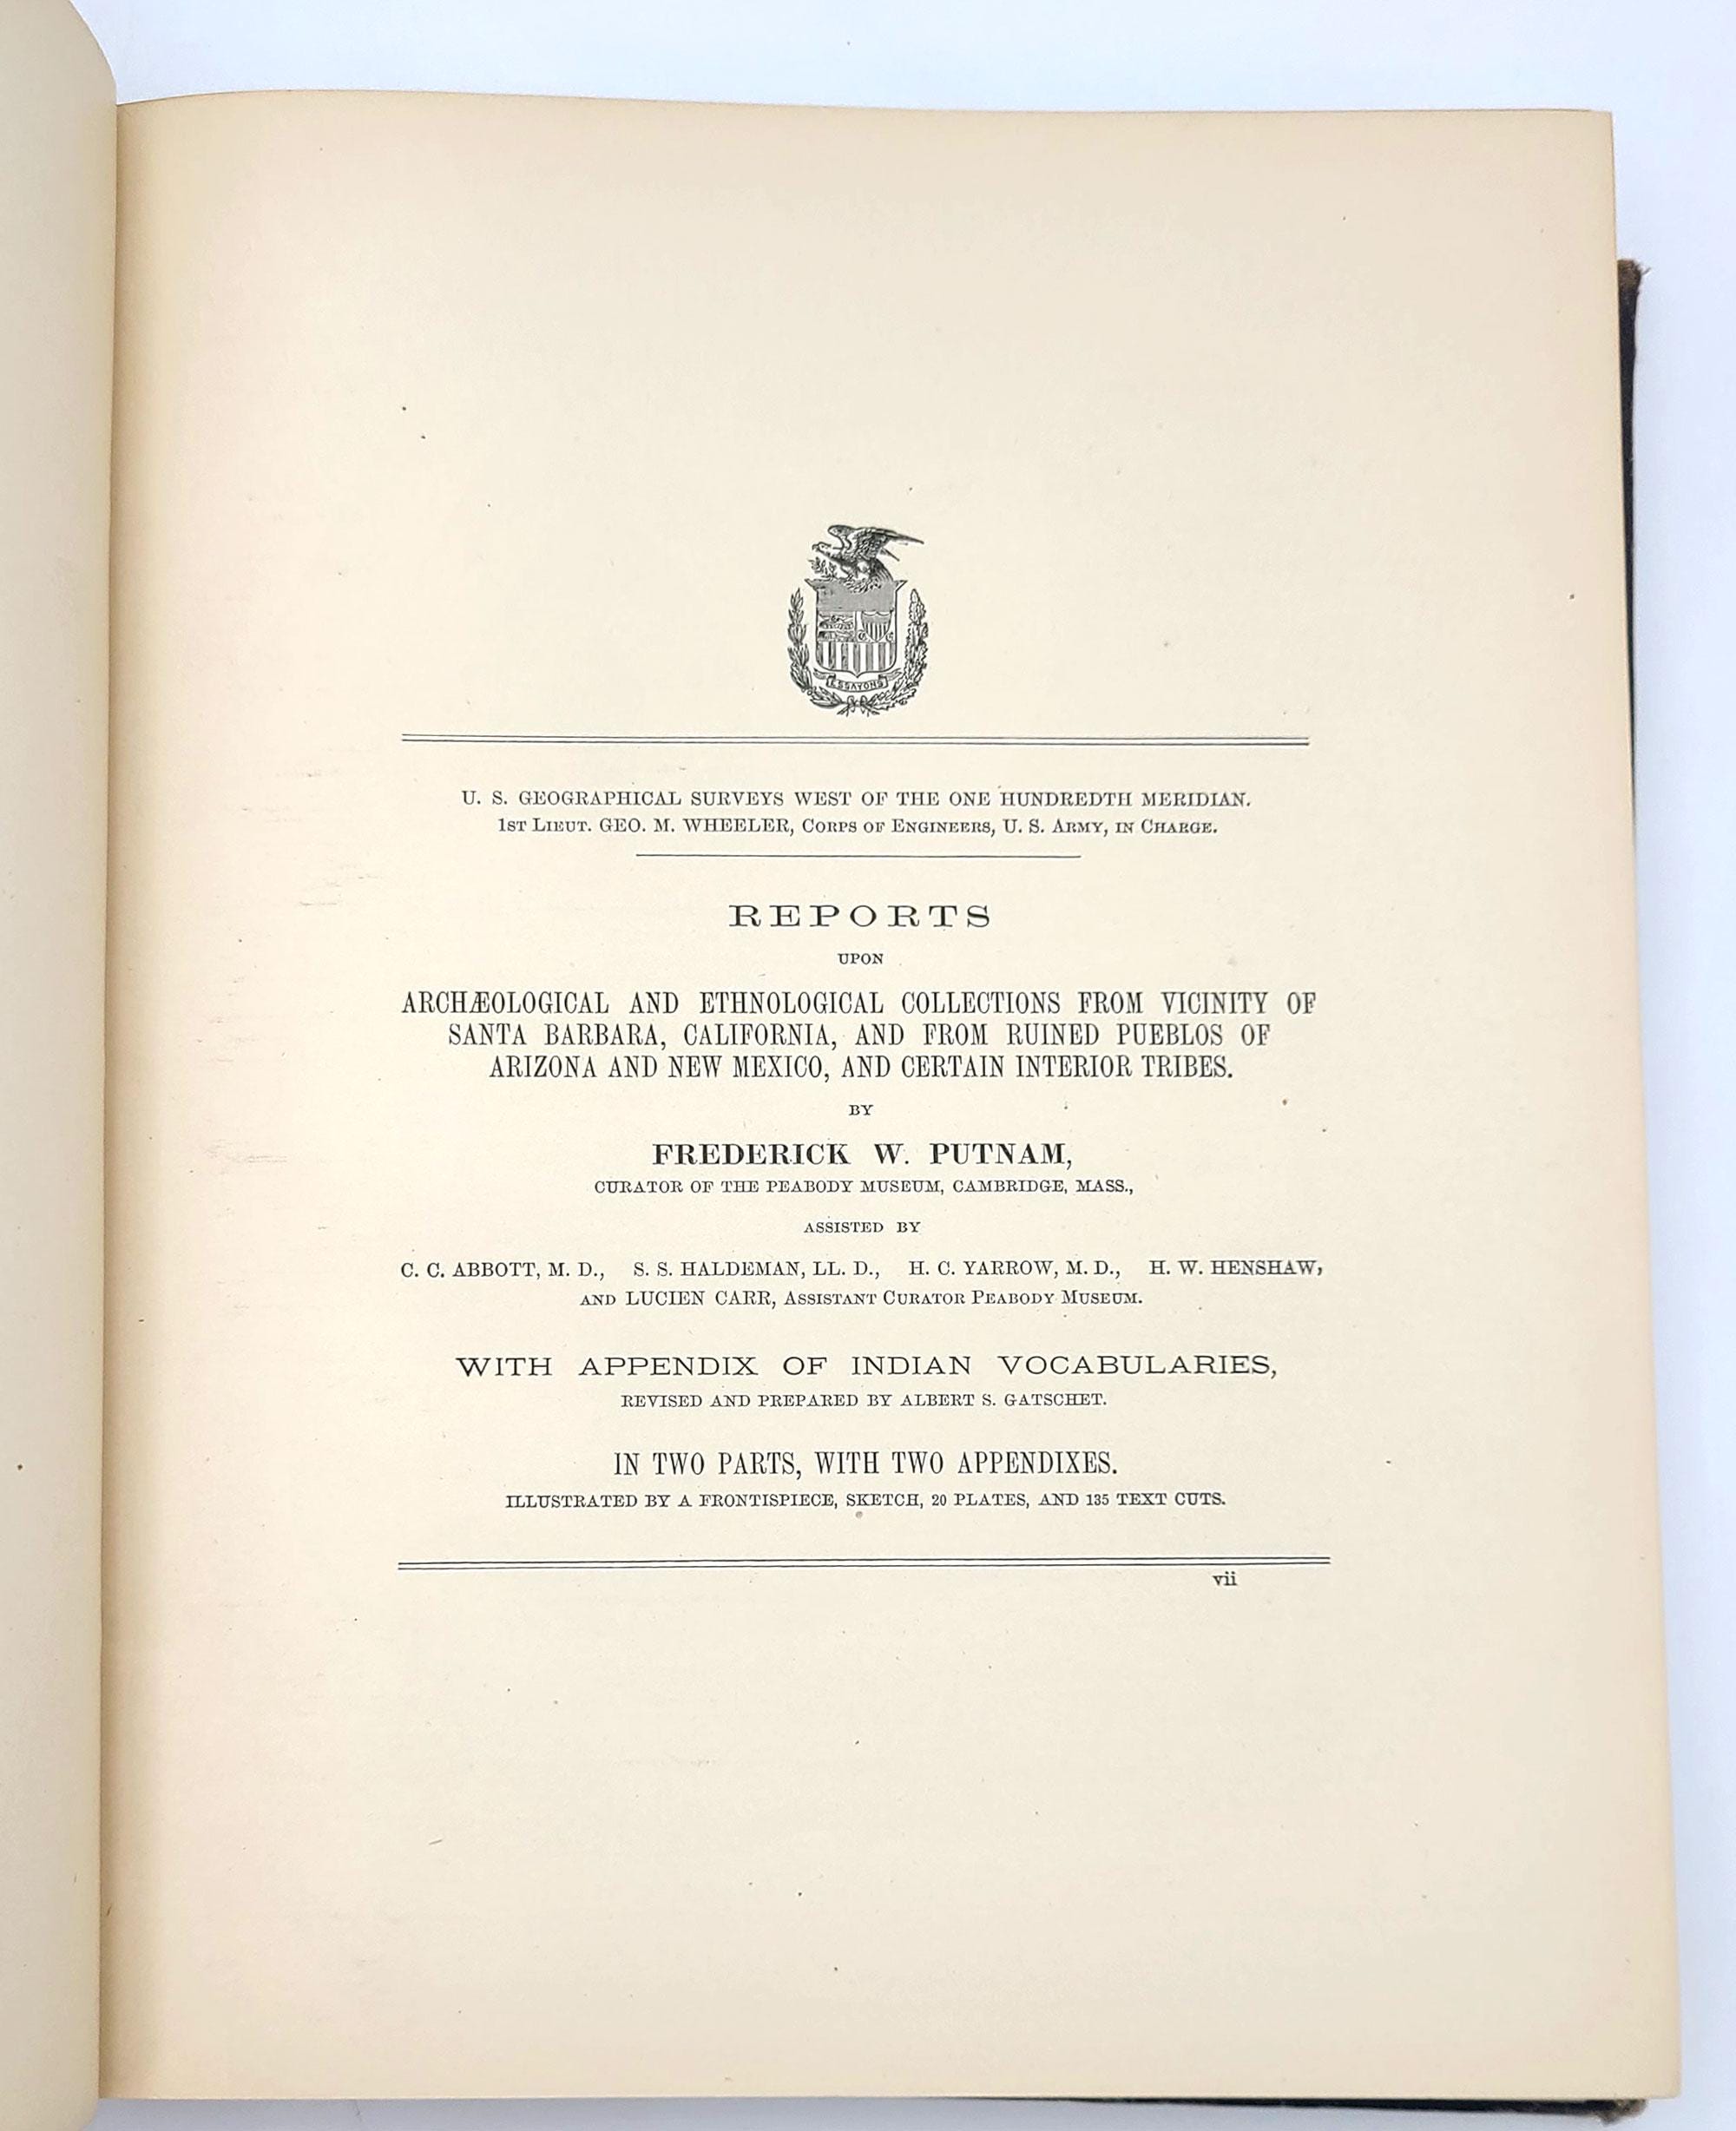 ESSAYONS
U. S. GEOGRAPHICAL SURVEYS WEST OF THE ONE HUNDREDTH MERIDIAN.
1ST LIEUT. GEO. M. WHEELER, CORPS OF ENGINEERS, U. S. ARMY, IN CHARGE.
REPORTS
UPON
ARCHÆOLOGICAL AND ETHNOLOGICAL COLLECTIONS FROM VICINITY OF
SANTA BARBARA, CALIFORNIA, AND FROM RUINED PUEBLOS OF
ARIZONA AND NEW MEXICO, AND CERTAIN INTERIOR TRIBES.
BY
FREDERICK W. PUTNAM,
CURATOR OF THE PEABODY MUSEUM, CAMBRIDGE, MASS.,
ASSISTED BY
C. C. ABBOTT, M. D., S. S. HALDEMAN, LL. D., H. C. YARROW, M. D., H. W. HENSHAW,
AND LUCIEN CARR, ASSISTANT CURATOR PEABODY MUSEUM.
WITH APPENDIX OF INDIAN VOCABULARIES,
REVISED AND PREPARED BY ALBERT S. GATSCHET.
IN TWO PARTS, WITH TWO APPENDIXES.
ILLUSTRATED BY A FRONTISPIECE, SKETCH, 20 PLATES, AND 135 TEXT CUTS.
vii